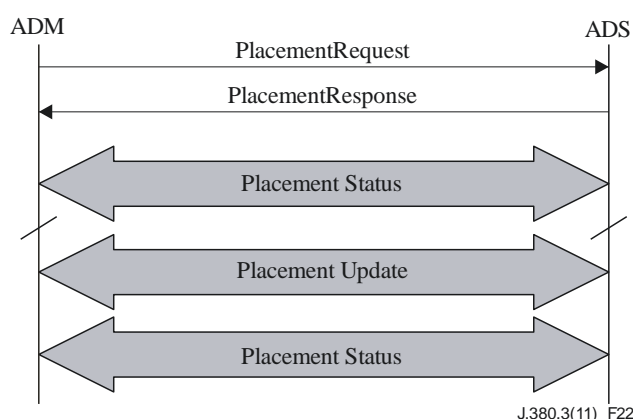 ADM
ADS
PlacementRequest
PlacementResponse
Placement Status
Placement Update
Placement Status
J.380.3(11)_F22